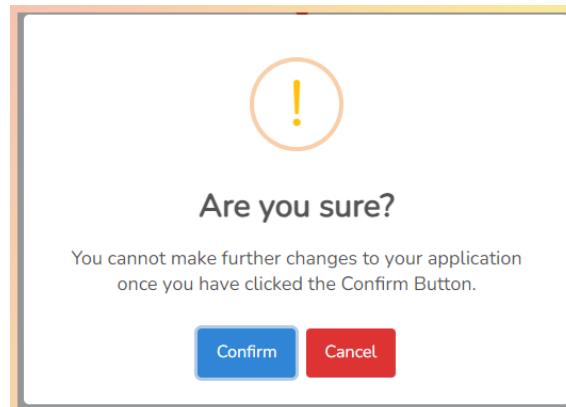 !
Are you sure?
You cannot make further changes to your application
once you have clicked the Confirm Button.
Confirm Cancel